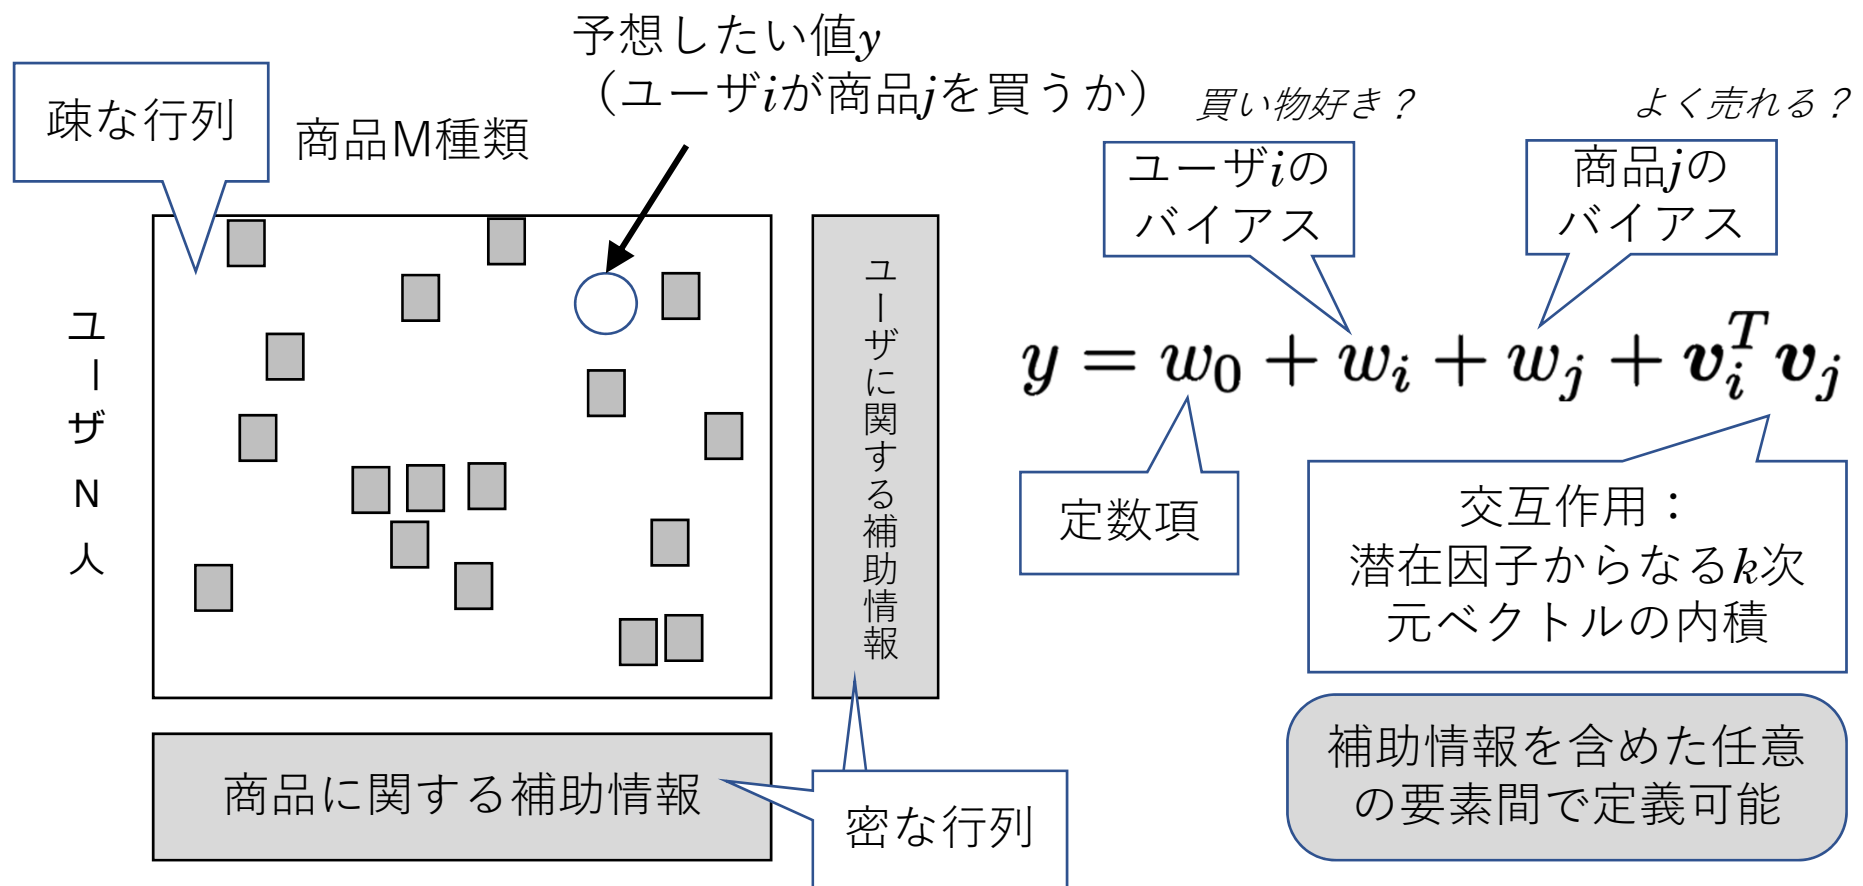 予想したい値y
（ユーザiが商品jを買うか）
疎な行列
商品M種類
買い物好き？
よく売れる？
ユーザiの
バイアス
商品jの
バイアス
ユーザN人
ユーザに関する補助情報
y = w_0 + w_i + w_j + v_i^T v_j
定数項
交互作用：
潜在因子からなるk次
元ベクトルの内積
商品に関する補助情報
密な行列
補助情報を含めた任意
の要素間で定義可能